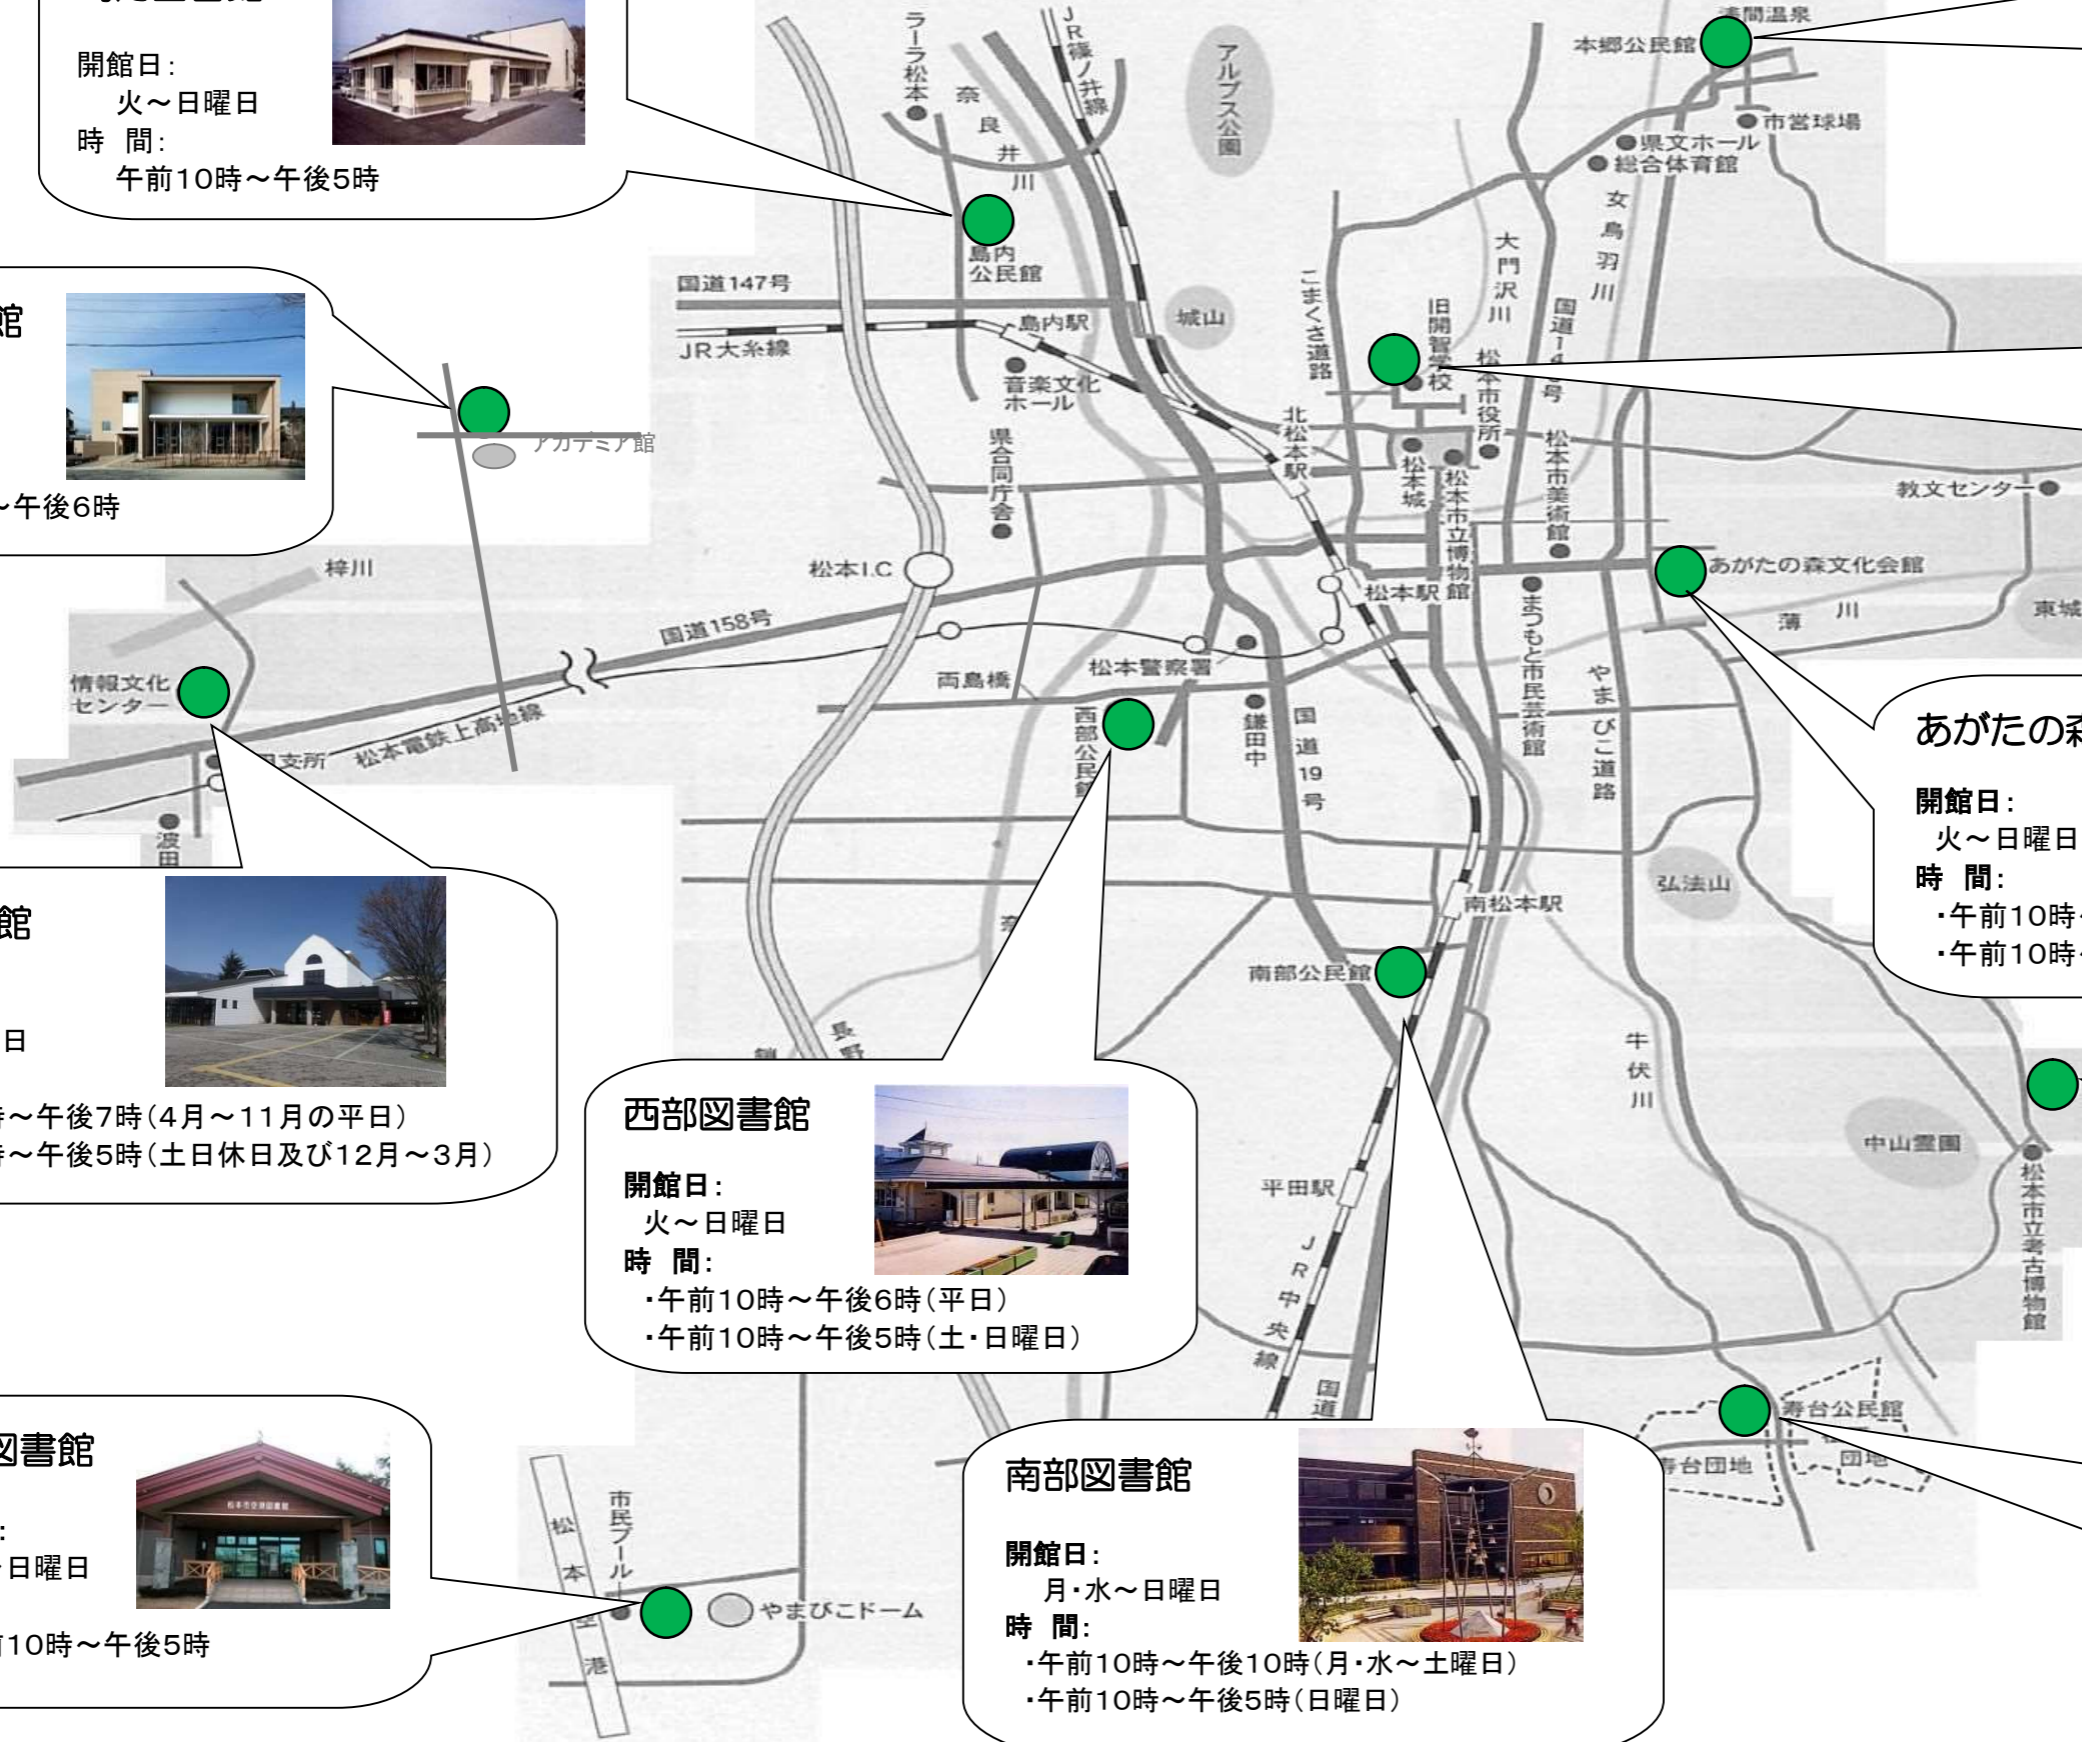 開館日:
火～日曜日
時 間:
午前10時～午後5時
館
～午後6時
館
日
時～午後7時(4月～11月の平日)
時～午後5時(土日休日及び12月～3月)
図書館
:
日曜日
前10時～午後5時
松本市空港図書館
西部図書館
開館日:
火～日曜日
時 間:
・午前10時～午後6時(平日)
・午前10時～午後5時(土・日曜日)
南部図書館
開館日:
月・水～日曜日
時 間:
・午前10時～午後10時(月・水～土曜日)
・午前10時～午後5時(日曜日)
あがたの森
開館日:
火～日曜日
時 間:
・午前10時
・午前10時
ラーラ松本
奈良井川
JR篠ノ井線
アルプス公園
浅間温泉
本郷公民館
市営球場
県文ホール
総合体育館
女鳥羽川
大門沢川
島内
公民館
国道147号
JR大糸線
島内駅
城山
こまくさ道路
旧開智学校
松本市役所
国道143号
音楽文化
ホール
北松本駅
県合同庁舎
松本城
松本市立博物館
松本市美術館
教文センター
アカデミア館
梓川
松本I.C
国道158号
松本駅
あがたの森文化会館
薄川
東城
まつもと市民芸術館
やまびこ道路
情報文化
センター
松本電鉄上高地線
支所
波田
両島橋
松本警察署
西部公民館
鎌田中
国道19号
弘法山
南松本駅
南部公民館
奈
長野
牛伏川
中山霊園
松本市立考古博物館
平田駅
JR中央線
国道
寿台公民館
寿台団地
団地
松本空港
市民プール
やまびこドーム